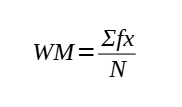 WM = Σfx / N